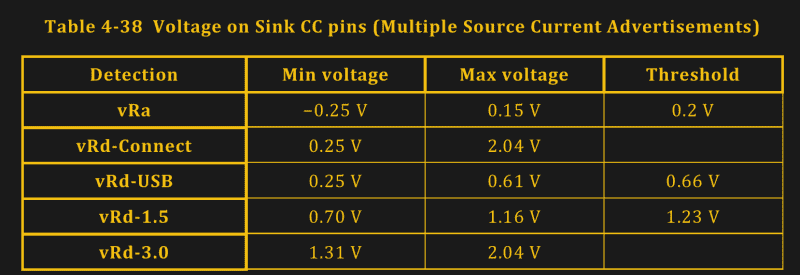 Table 4-38 Voltage on Sink CC pins (Multiple Source Current Advertisements)
Detection Min voltage Max voltage Threshold
vRa −0.25 V 0.15 V 0.2 V
vRd-Connect 0.25 V 2.04 V
vRd-USB 0.25 V 0.61 V 0.66 V
vRd-1.5 0.70 V 1.16 V 1.23 V
vRd-3.0 1.31 V 2.04 V